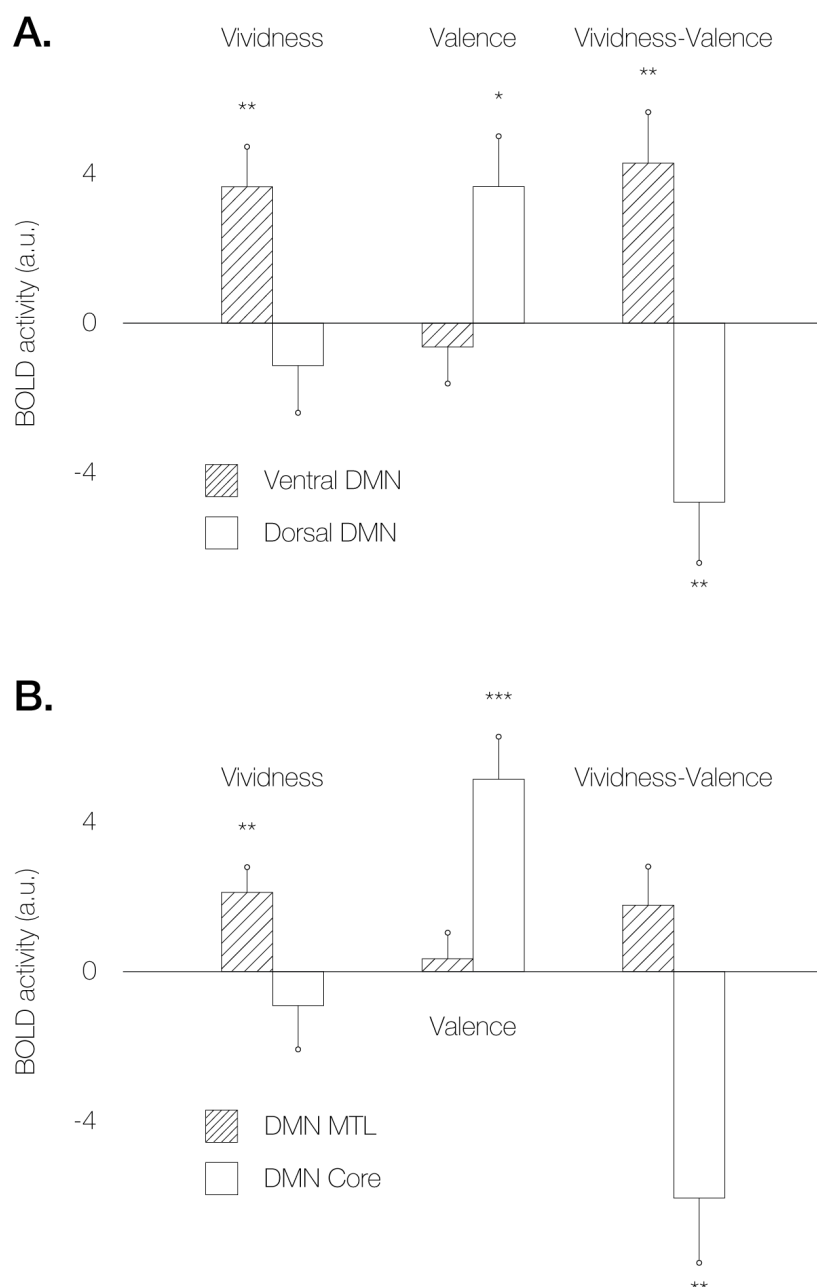 A.
Vividness Valence Vividness-Valence
**
*
**
4
0
-4
BOLD activity (a.u.)
Ventral DMN
Dorsal DMN
**
B.
***
Vividness Vividness-Valence
**
4
0
Valence
-4
BOLD activity (a.u.)
DMN MTL
DMN Core
**